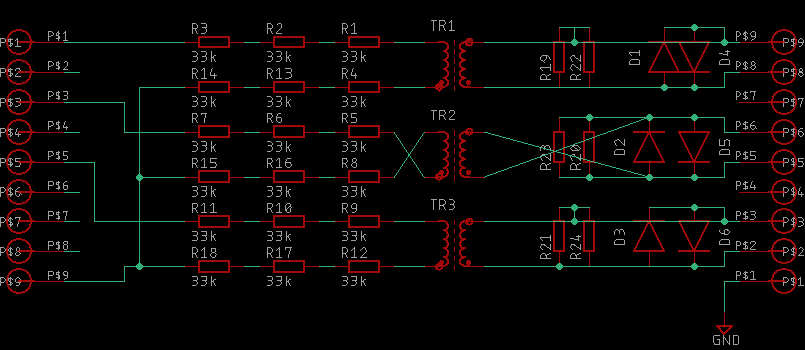 TR1
P$1 P$1 R3 R2 R1 R19 R22 D1 D4 P$9 P$9
33k 33k 33k
P$2 P$2 R14 R13 R4 P$8 P$8
33k 33k 33k
P$3 P$3 P$7 P$7
TR2
P$4 P$4 R7 R6 R5 R23 R20 D2 D5 P$6 P$6
33k 33k 33k
P$5 P$5 R15 R16 R8 P$5 P$5
33k 33k 33k
P$6 P$6 P$4 P$4
TR3
P$7 P$7 R11 R10 R9 R21 R24 D3 D6 P$3 P$3
33k 33k 33k
P$8 P$8 R18 R17 R12 P$2 P$2
33k 33k 33k
P$9 P$9 P$1 P$1
GND